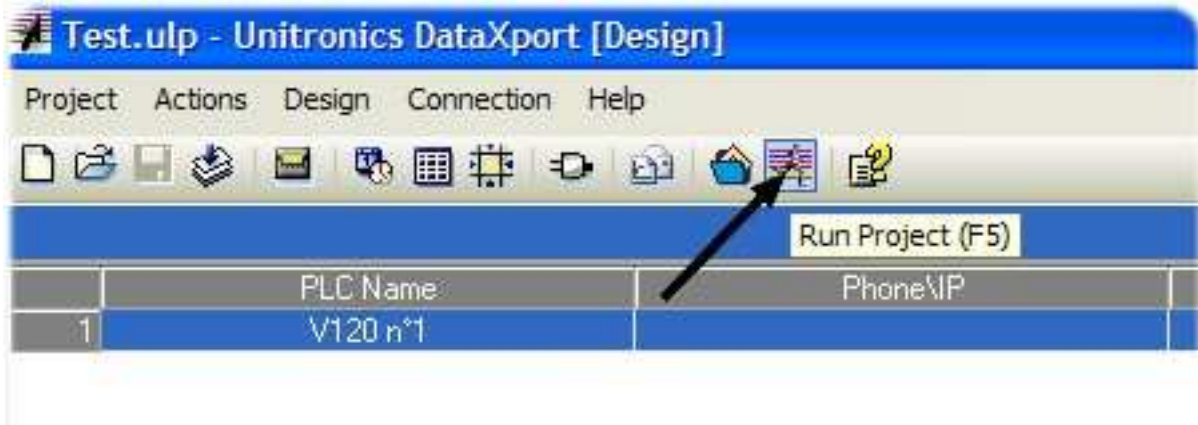 Test.ulp - Unitronics DataXport [Design]
Project Actions Design Connection Help
Run Project (F5)
PLC Name Phone\IP
1 V120 n°1